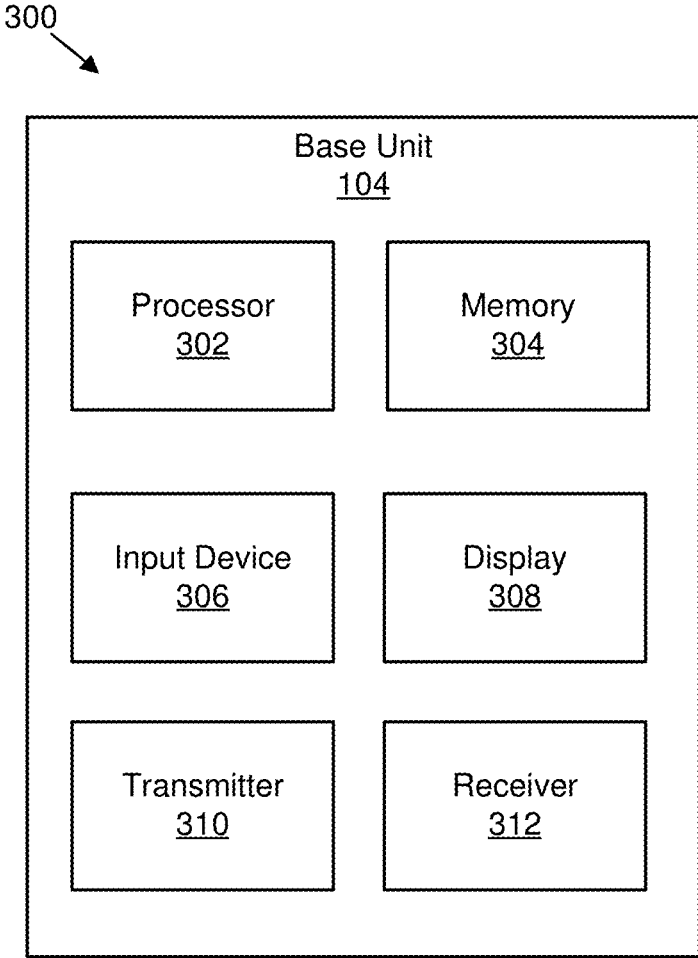 300
Base Unit
104
Processor
302
Memory
304
Input Device
306
Display
308
Transmitter
310
Receiver
312